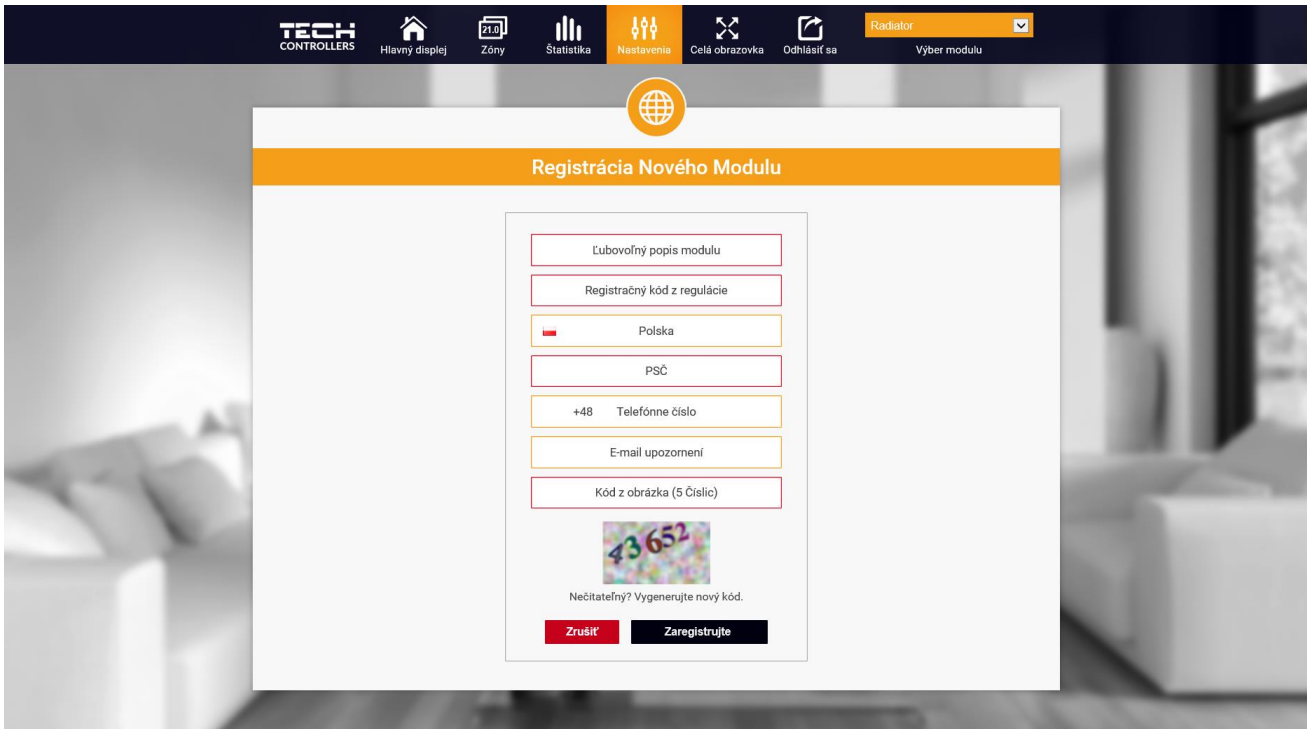 TECH
CONTROLLERS
Hlavný displej
21.0
Zóny
Štatistika
Nastavenia
Celá obrazovka
Odhlásiť sa
Radiator
Výber modulu
Registrácia Nového Modulu
Ľubovoľný popis modulu
Registračný kód z regulácie
Polska
PSČ
+48 Telefónne číslo
E-mail upozornení
Kód z obrázka (5 Číslic)
43652
Nečitateľný? Vygenerujte nový kód.
Zrušiť Zaregistrujte